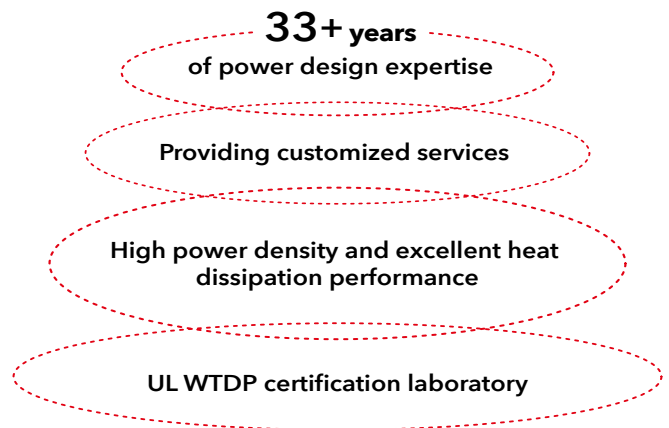 33+ years
of power design expertise
Providing customized services
High power density and excellent heat
dissipation performance
UL WTDP certification laboratory